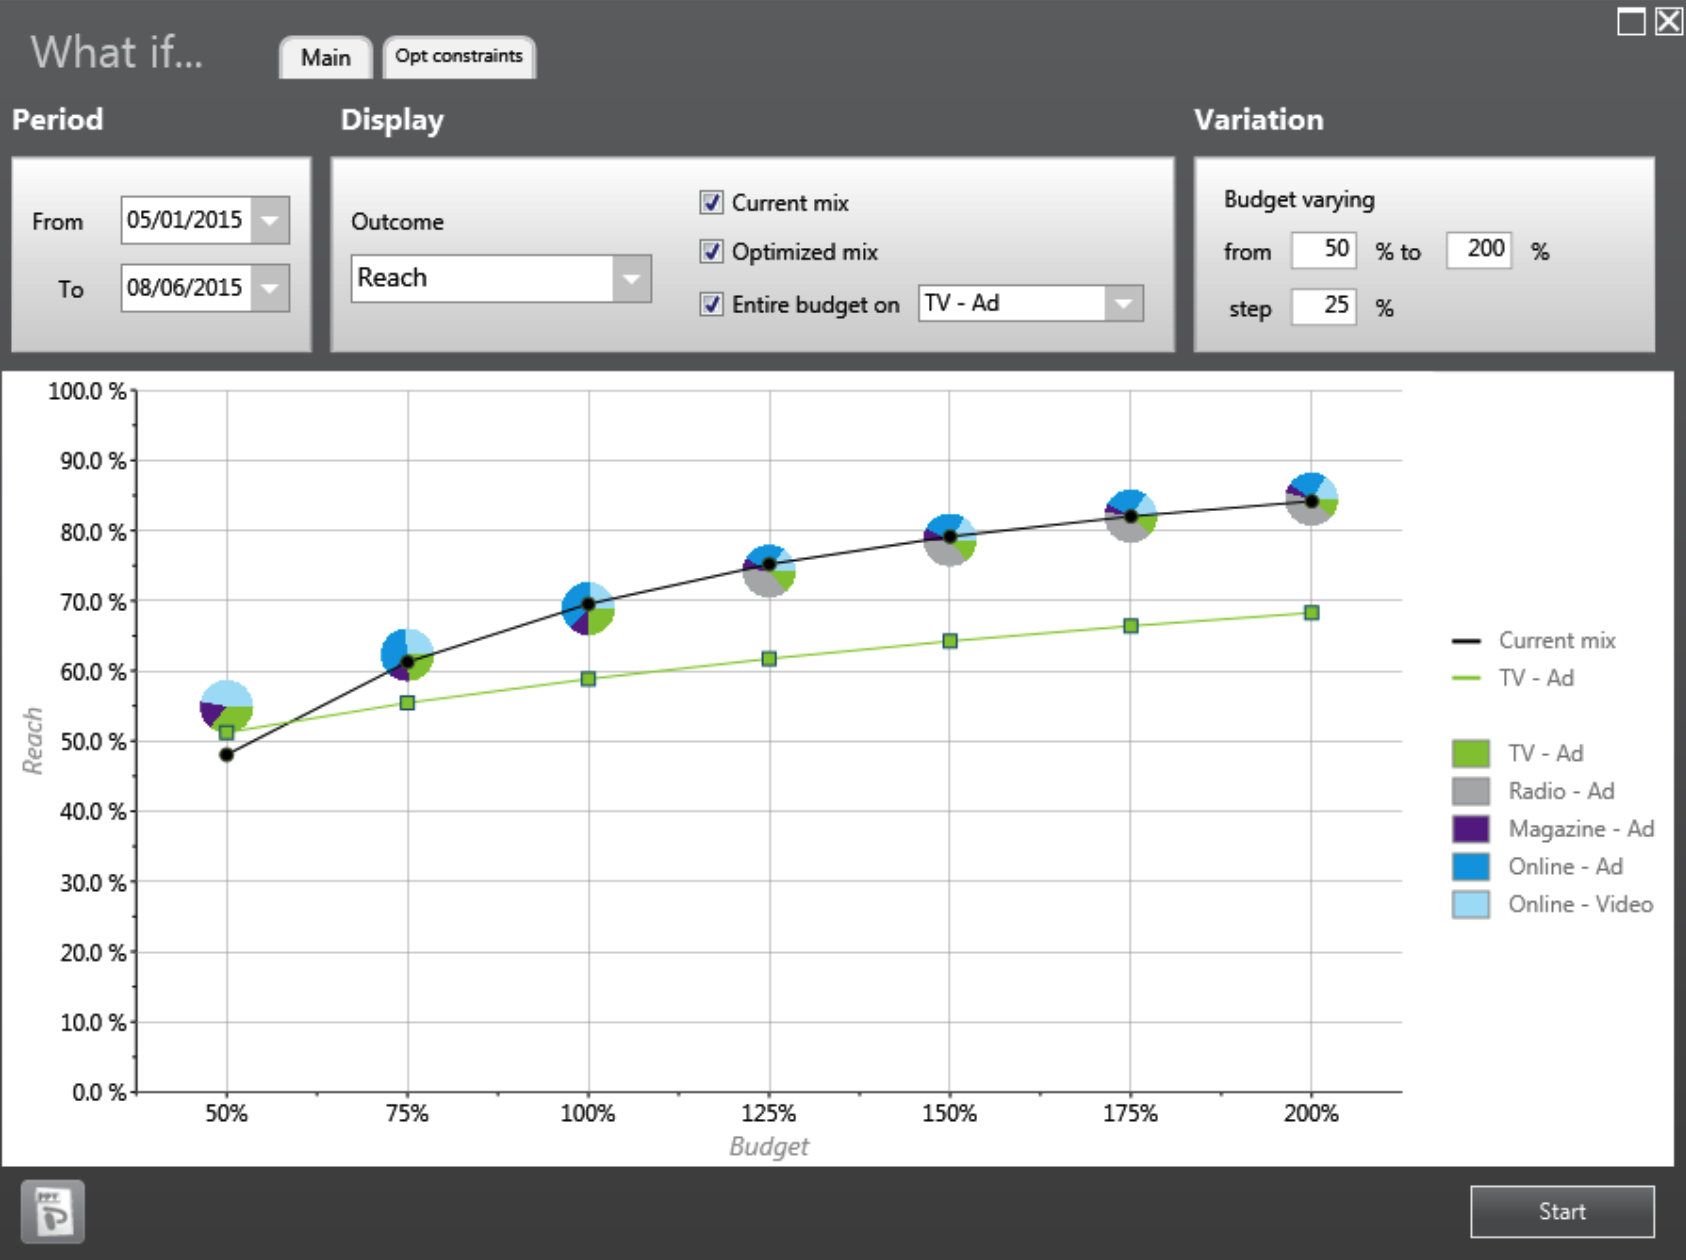 What if...
Main
Opt constraints
Period
Display
Variation
From 05/01/2015
To 08/06/2015
Outcome
Reach
Current mix
Optimized mix
Entire budget on TV - Ad
Budget varying
from 50 % to 200 %
step 25 %
100.0 %
90.0 %
80.0 %
70.0 %
60.0 %
50.0 %
40.0 %
30.0 %
20.0 %
10.0 %
0.0 %
Reach
50% 75% 100% 125% 150% 175% 200%
Budget
Current mix
TV - Ad
TV - Ad
Radio - Ad
Magazine - Ad
Online - Ad
Online - Video
PPT
Start